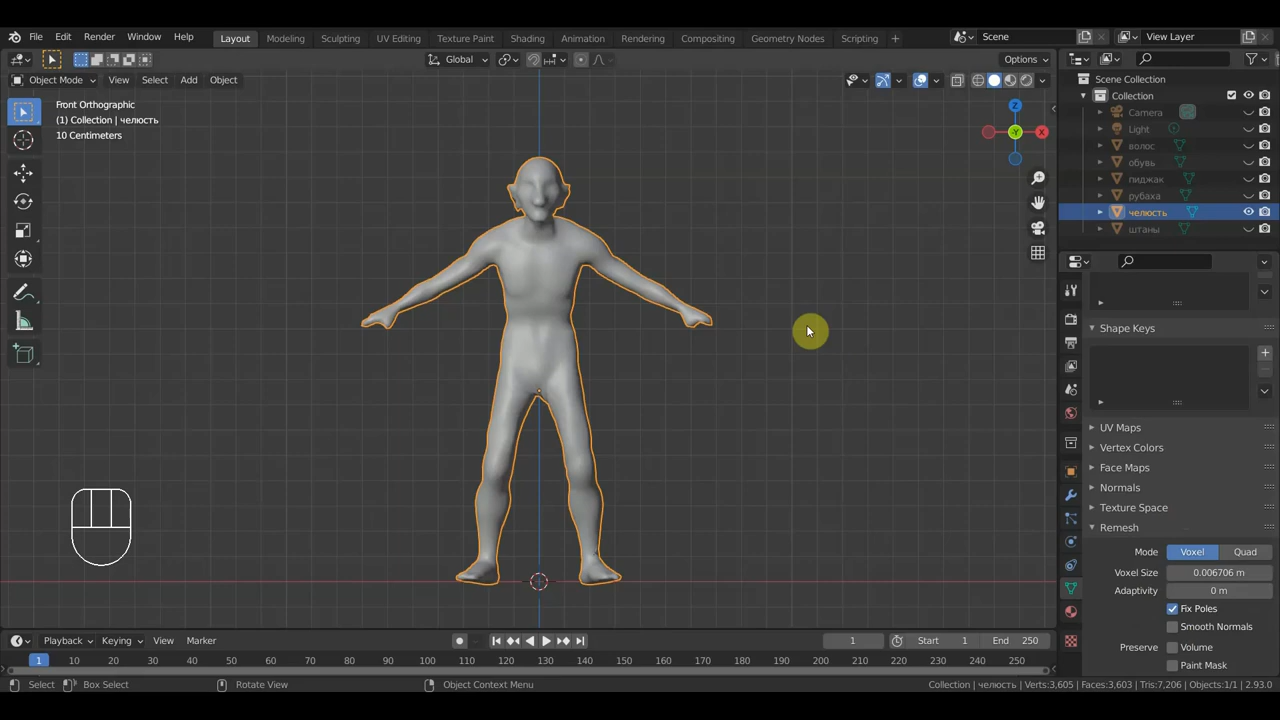 File Edit Render Window Help Layout Modeling Sculpting UV Editing Texture Paint Shading Animation Rendering Compositing Geometry Nodes Scripting + Scene View Layer
Global Options
Object Mode View Select Add Object
Front Orthographic
(1) Collection | челюсть
10 Centimeters
Z
-Y
X
Scene Collection
Collection
Camera
Light
волос
обувь
пиджак
рубаха
челюсть
штаны
Shape Keys
UV Maps
Vertex Colors
Face Maps
Normals
Texture Space
Remesh
Mode Voxel Quad
Voxel Size 0.006706 m
Adaptivity 0 m
Fix Poles
Smooth Normals
Preserve Volume
Paint Mask
Playback Keying View Marker 1 Start 1 End 250
1 10 20 30 40 50 60 70 80 90 100 110 120 130 140 150 160 170 180 190 200 210 220 230 240 250
Select Box Select Rotate View Object Context Menu Collection | челюсть | Verts:3,605 | Faces:3,603 | Tris:7,206 | Objects:1/1 | 2.93.0